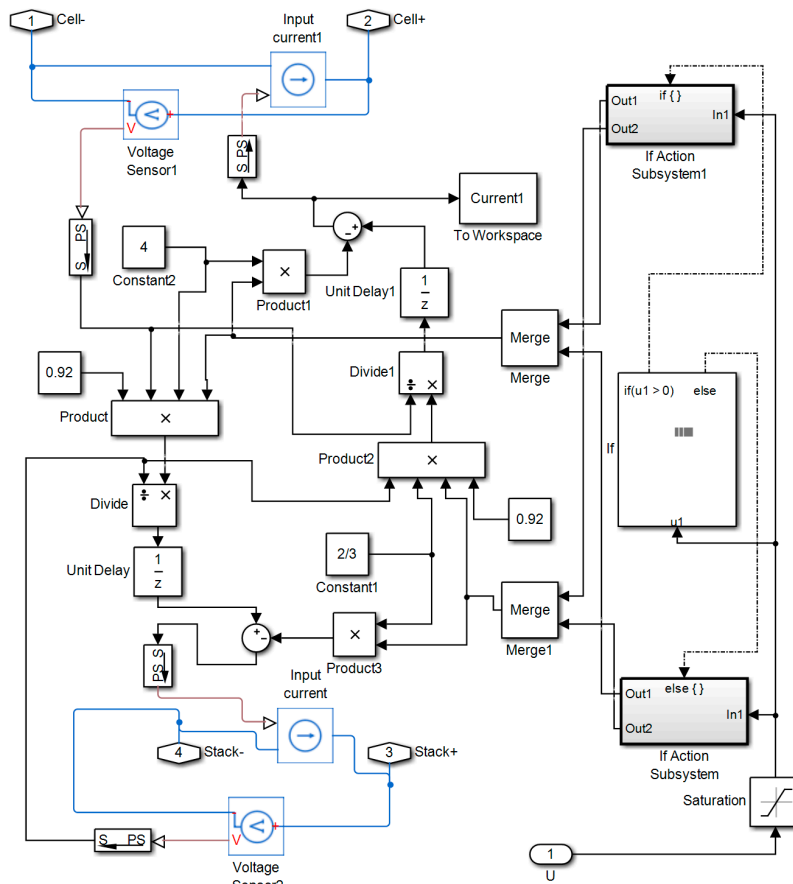 1
Cell-
2
Cell+
Input
current1
V
+
Voltage
Sensor1
S PS
S PS
if { }
Out1
Out2
In1
If Action
Subsystem1
Current1
To Workspace
4
Constant2
×
Product1
- +
Unit Delay1
1
z
Merge
Merge
0.92
Divide1
÷ ×
Product
×
if(u1 > 0) else
If
u1
Product2
×
Divide
÷ ×
0.92
Unit Delay
1
z
2/3
Constant1
Merge
Merge1
+ -
×
Product3
PS S
Input
current
else { }
Out1
Out2
In1
If Action
Subsystem
4
Stack-
3
Stack+
Saturation
S PS
V
+
Voltage
1
U